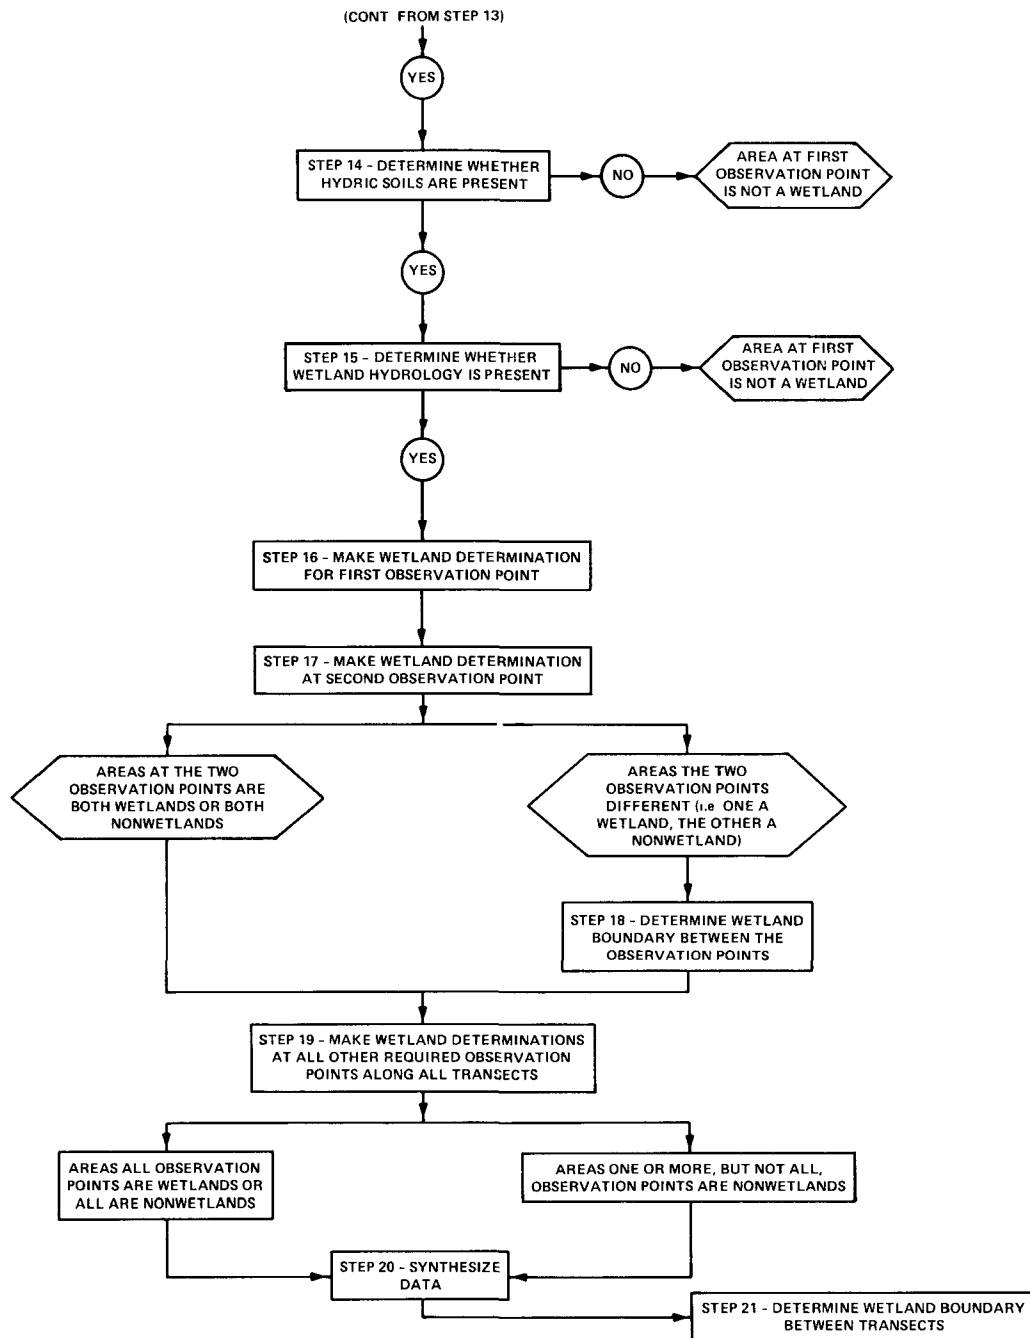 (CONT FROM STEP 13)
YES
STEP 14 - DETERMINE WHETHER
HYDRIC SOILS ARE PRESENT
NO
AREA AT FIRST
OBSERVATION POINT
IS NOT A WETLAND
YES
STEP 15 - DETERMINE WHETHER
WETLAND HYDROLOGY IS PRESENT
NO
AREA AT FIRST
OBSERVATION POINT
IS NOT A WETLAND
YES
STEP 16 - MAKE WETLAND DETERMINATION
FOR FIRST OBSERVATION POINT
STEP 17 - MAKE WETLAND DETERMINATION
AT SECOND OBSERVATION POINT
AREAS AT THE TWO
OBSERVATION POINTS ARE
BOTH WETLANDS OR BOTH
NONWETLANDS
AREAS THE TWO
OBSERVATION POINTS
DIFFERENT (i.e ONE A
WETLAND, THE OTHER A
NONWETLAND)
STEP 18 - DETERMINE WETLAND
BOUNDARY BETWEEN THE
OBSERVATION POINTS
STEP 19 - MAKE WETLAND DETERMINATIONS
AT ALL OTHER REQUIRED OBSERVATION
POINTS ALONG ALL TRANSECTS
AREAS ALL OBSERVATION
POINTS ARE WETLANDS OR
ALL ARE NONWETLANDS
AREAS ONE OR MORE, BUT NOT ALL,
OBSERVATION POINTS ARE NONWETLANDS
STEP 20 - SYNTHESIZE
DATA
STEP 21 - DETERMINE WETLAND BOUNDARY
BETWEEN TRANSECTS